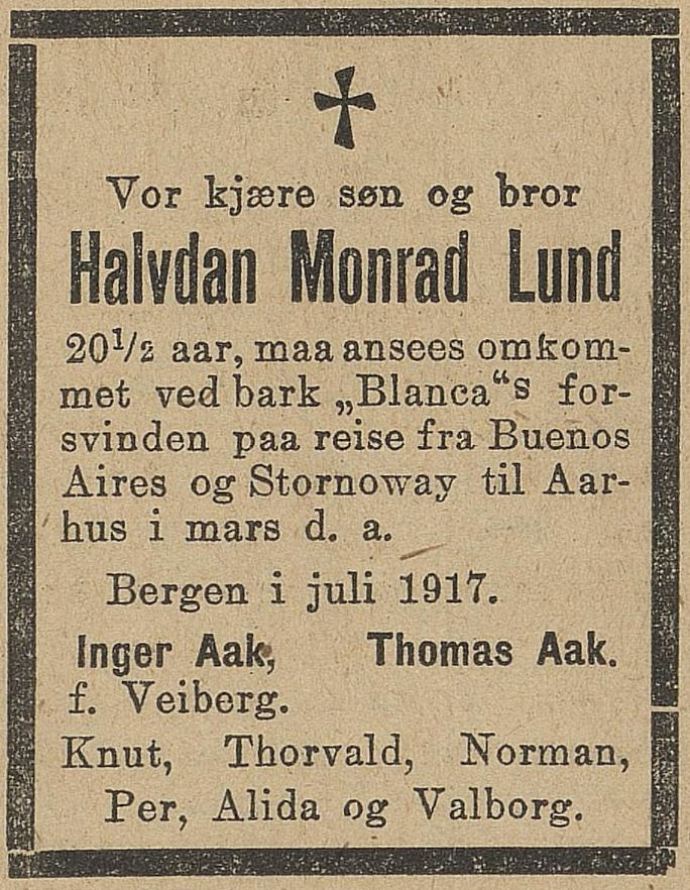 Vor kjære søn og bror
Halvdan Monrad Lund
20½ aar, maa ansees omkom-
met ved bark „Blanca“s for-
svinden paa reise fra Buenos
Aires og Stornoway til Aar-
hus i mars d. a.
Bergen i juli 1917.
Inger Aak, Thomas Aak.
f. Veiberg.
Knut, Thorvald, Norman,
Per, Alida og Valborg.